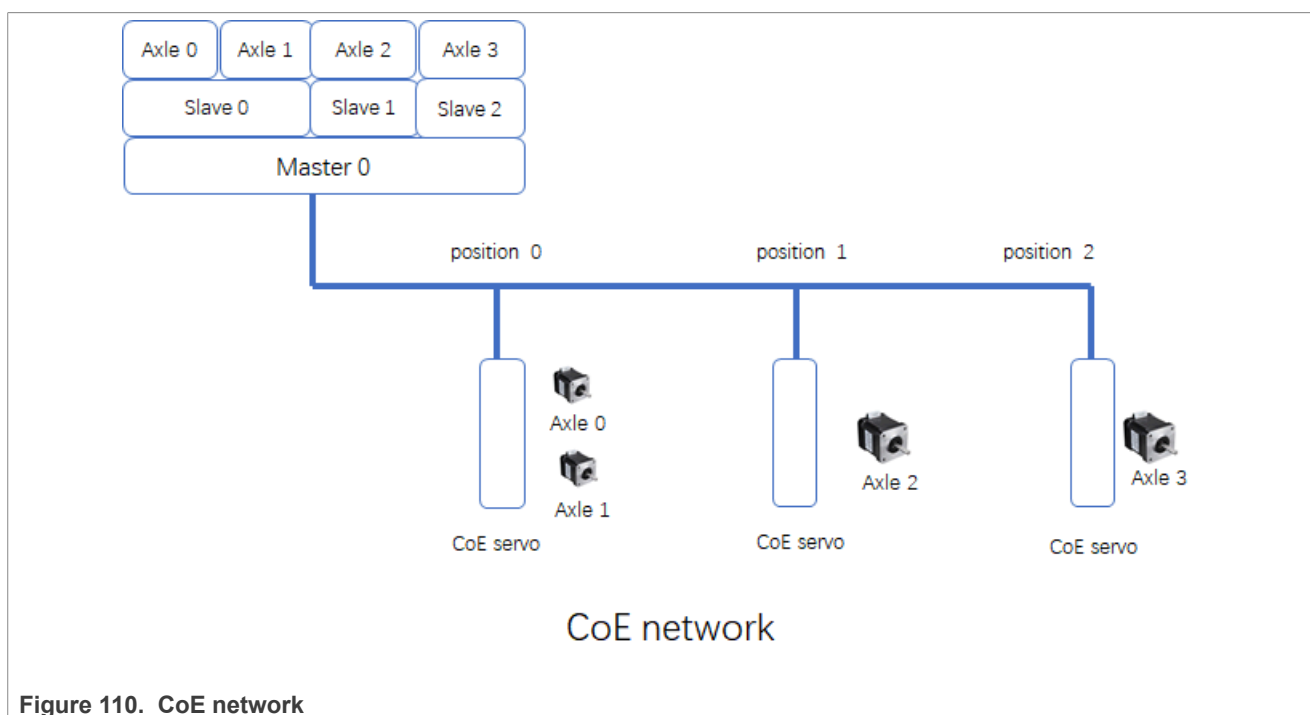 Axle 0 Axle 1 Axle 2 Axle 3
Slave 0 Slave 1 Slave 2
Master 0
position 0 position 1 position 2
Axle 0
Axle 1
Axle 2
Axle 3
CoE servo CoE servo CoE servo
CoE network
Figure 110. CoE network